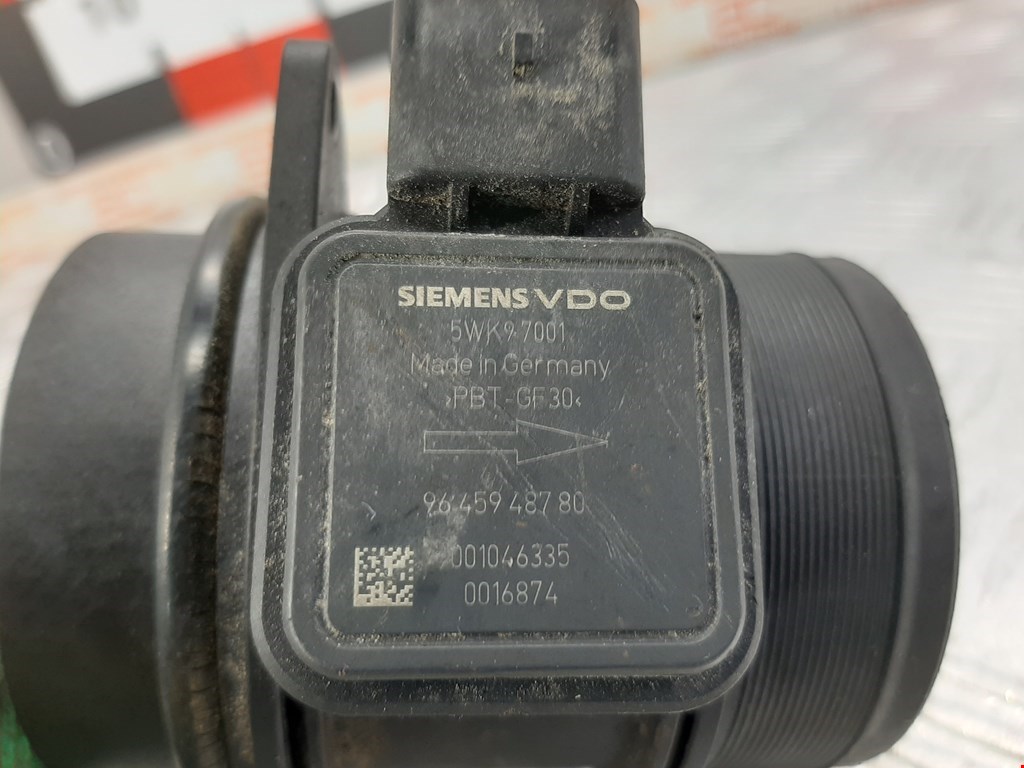 SIEMENS VDO
5WK9 7001
Made in Germany
>PBT-GF30<
96 459 487 80
001046335
0016874